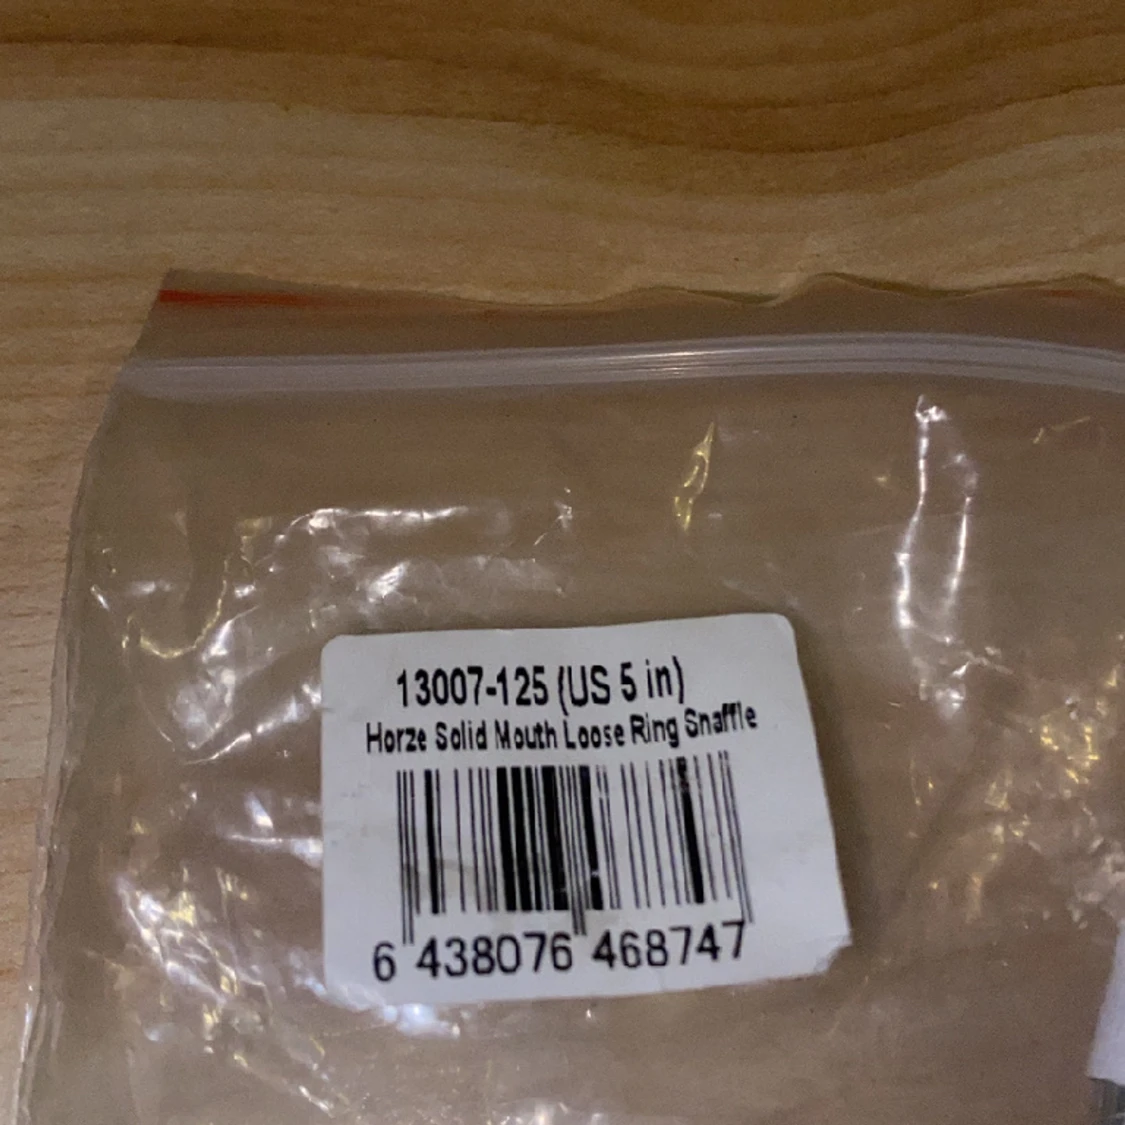 13007-125 (US 5 in)
Horze Solid Mouth Loose Ring Snaffle
6 438076 468747